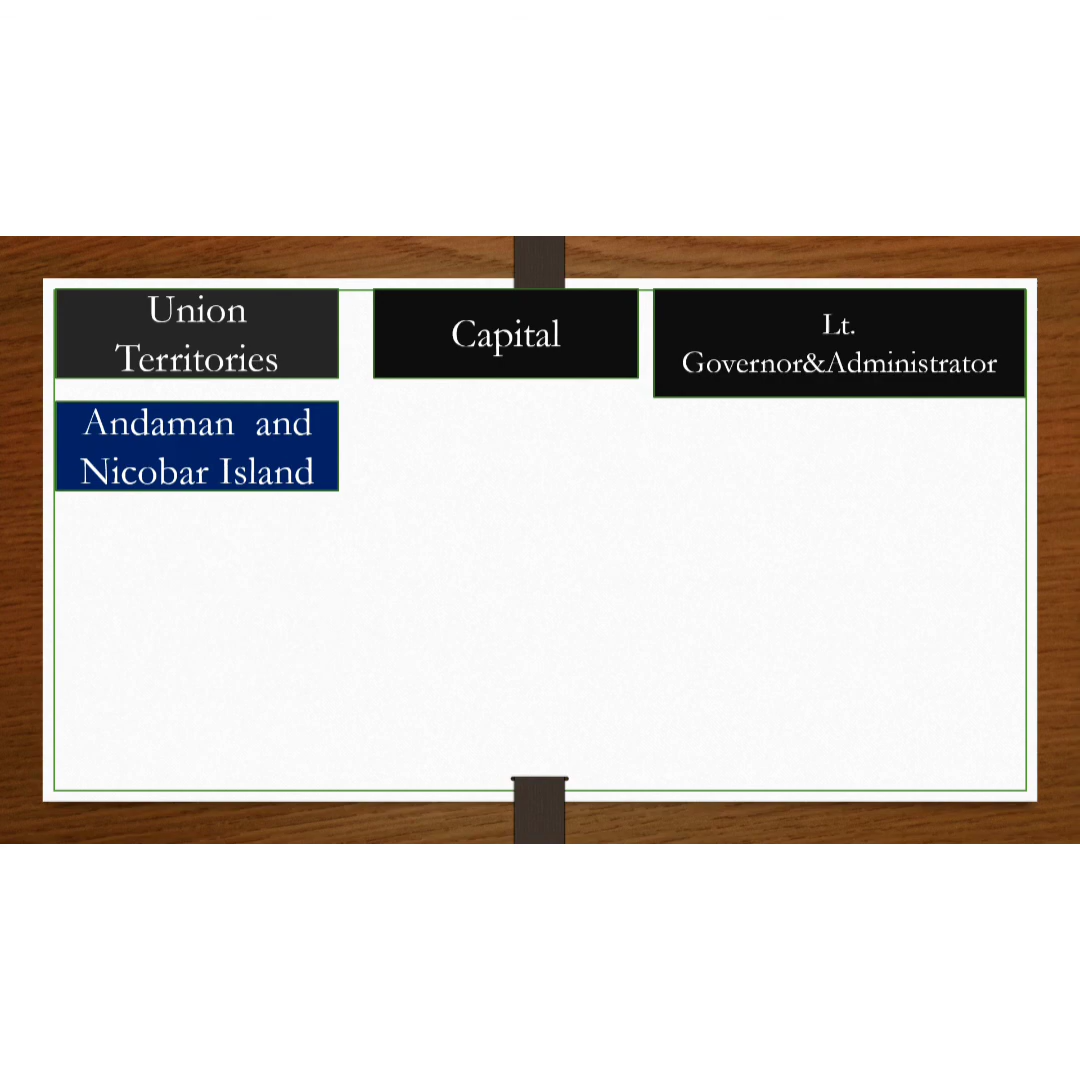 Union
Territories
Capital
Lt.
Governor&Administrator
Andaman and
Nicobar Island